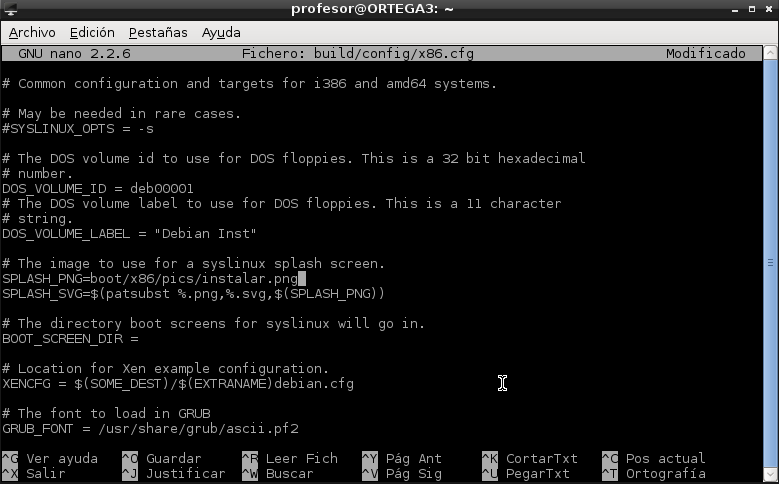 profesor@ORTEGA3: ~
Archivo Edición Pestañas Ayuda
GNU nano 2.2.6 Fichero: build/config/x86.cfg Modificado
# Common configuration and targets for i386 and amd64 systems.
# May be needed in rare cases.
#SYSLINUX_OPTS = -s
# The DOS volume id to use for DOS floppies. This is a 32 bit hexadecimal
# number.
DOS_VOLUME_ID = deb00001
# The DOS volume label to use for DOS floppies. This is a 11 character
# string.
DOS_VOLUME_LABEL = "Debian Inst"
# The image to use for a syslinux splash screen.
SPLASH_PNG=boot/x86/pics/instalar.png
SPLASH_SVG=$(patsubst %.png,%.svg,$(SPLASH_PNG))
# The directory boot screens for syslinux will go in.
BOOT_SCREEN_DIR =
# Location for Xen example configuration.
XENCFG = $(SOME_DEST)/$(EXTRANAME)debian.cfg
# The font to load in GRUB
GRUB_FONT = /usr/share/grub/ascii.pf2
^G Ver ayuda ^O Guardar ^R Leer Fich ^Y Pág Ant ^K CortarTxt ^C Pos actual
^X Salir ^J Justificar ^W Buscar ^V Pág Sig ^U PegarTxt ^T Ortografía